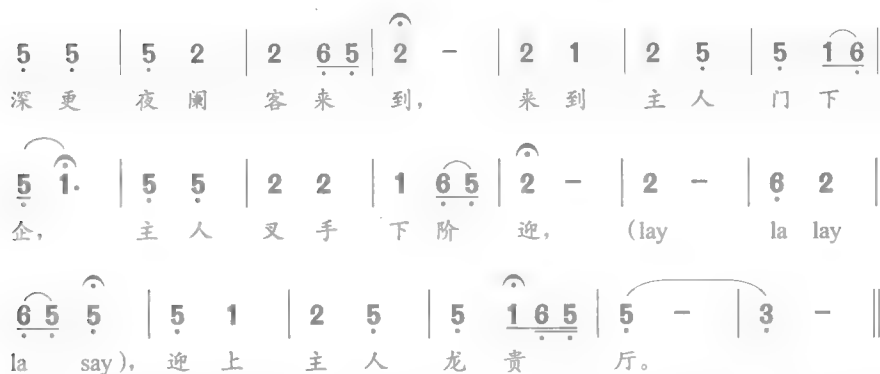 5 5 | 5 2 | 2 6 5 | 2 - | 2 1 | 2 5 | 5 1 6 |
深 更 夜 阑 客 来 到, 来 到 主 人 门 下
5 1. | 5 5 | 2 2 | 1 6 5 | 2 - | 2 - | 6 2 |
企, 主 人 叉 手 下 阶 迎, (lay la lay
6 5 5 | 5 1 | 2 5 | 5 1 6 5 | 5 - | 3 - ‖
la say), 迎 上 主 人 龙 贵 厅。